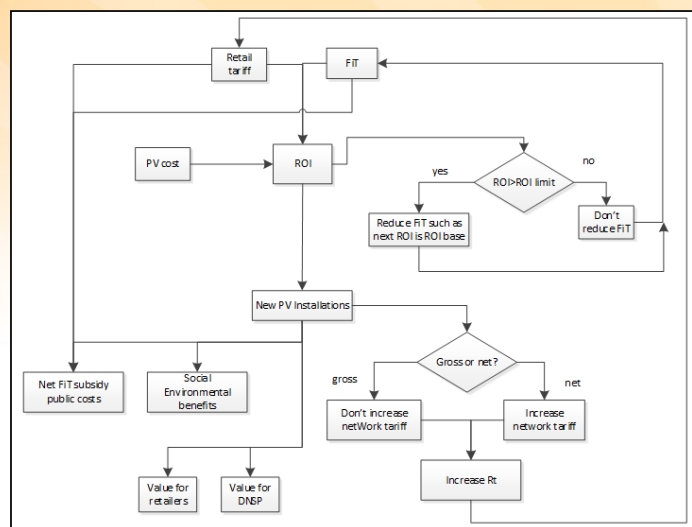 Retail
tariff
FiT
PV cost
ROI
ROI>ROI limit
yes
no
Reduce FiT such as
next ROI is ROI base
Don't
reduce FiT
New PV Installations
Gross or net?
gross
net
Net FiT subsidy
public costs
Social
Environmental
benefits
Don't increase
netWork tariff
Increase
network tariff
Value for
retailers
Value for
DNSP
Increase Rt